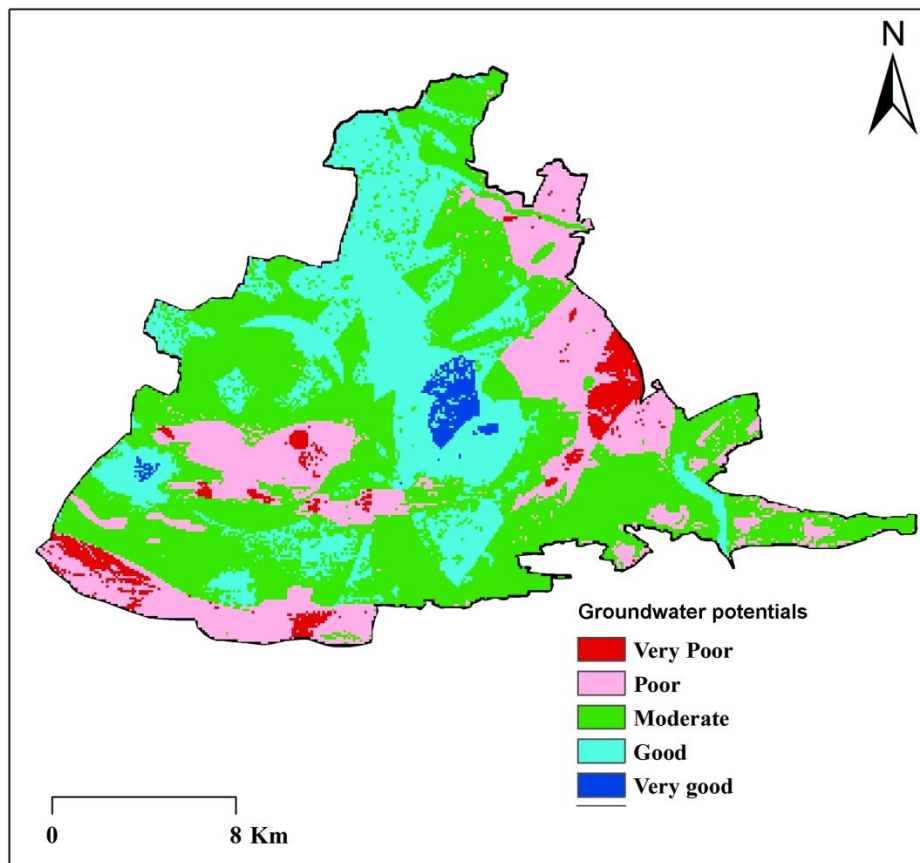 N
Groundwater potentials
Very Poor
Poor
Moderate
Good
Very good
0 8 Km